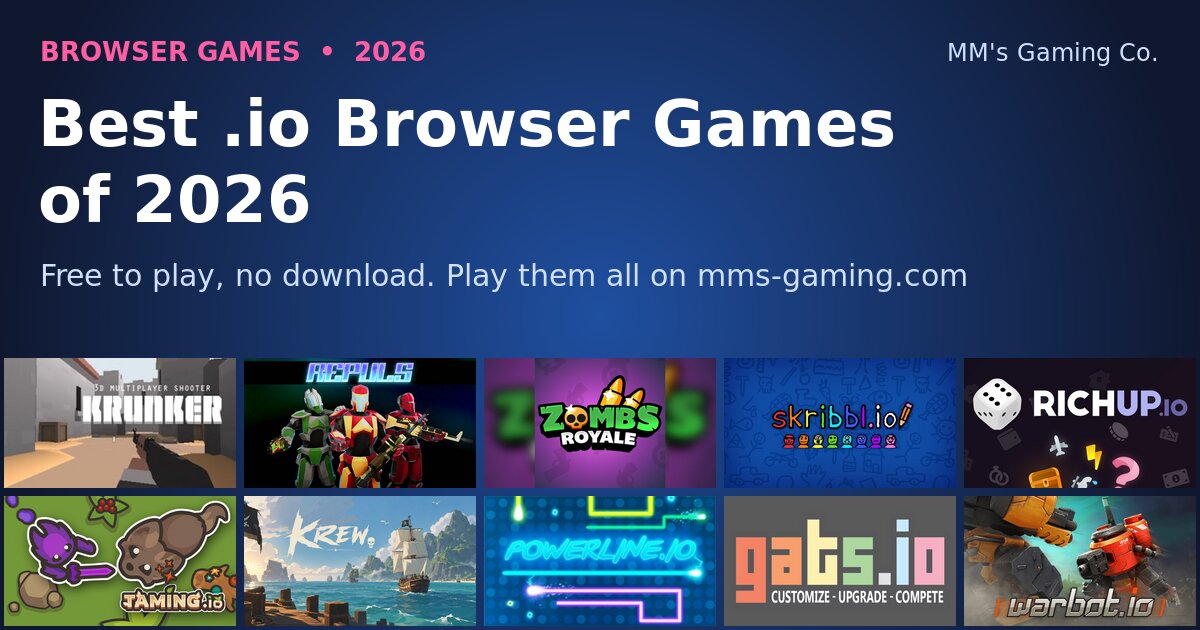 BROWSER GAMES • 2026
MM's Gaming Co.
Best .io Browser Games
of 2026
Free to play, no download. Play them all on mms-gaming.com
3D MULTIPLAYER SHOOTER
KRUNKER
REPULS
ZOMBS
ROYALE
skribbl.io
RICHUP.io
TAMING.io
KREW.
POWERLINE.IO
gats.io
CUSTOMIZE - UPGRADE - COMPETE
warbot.io